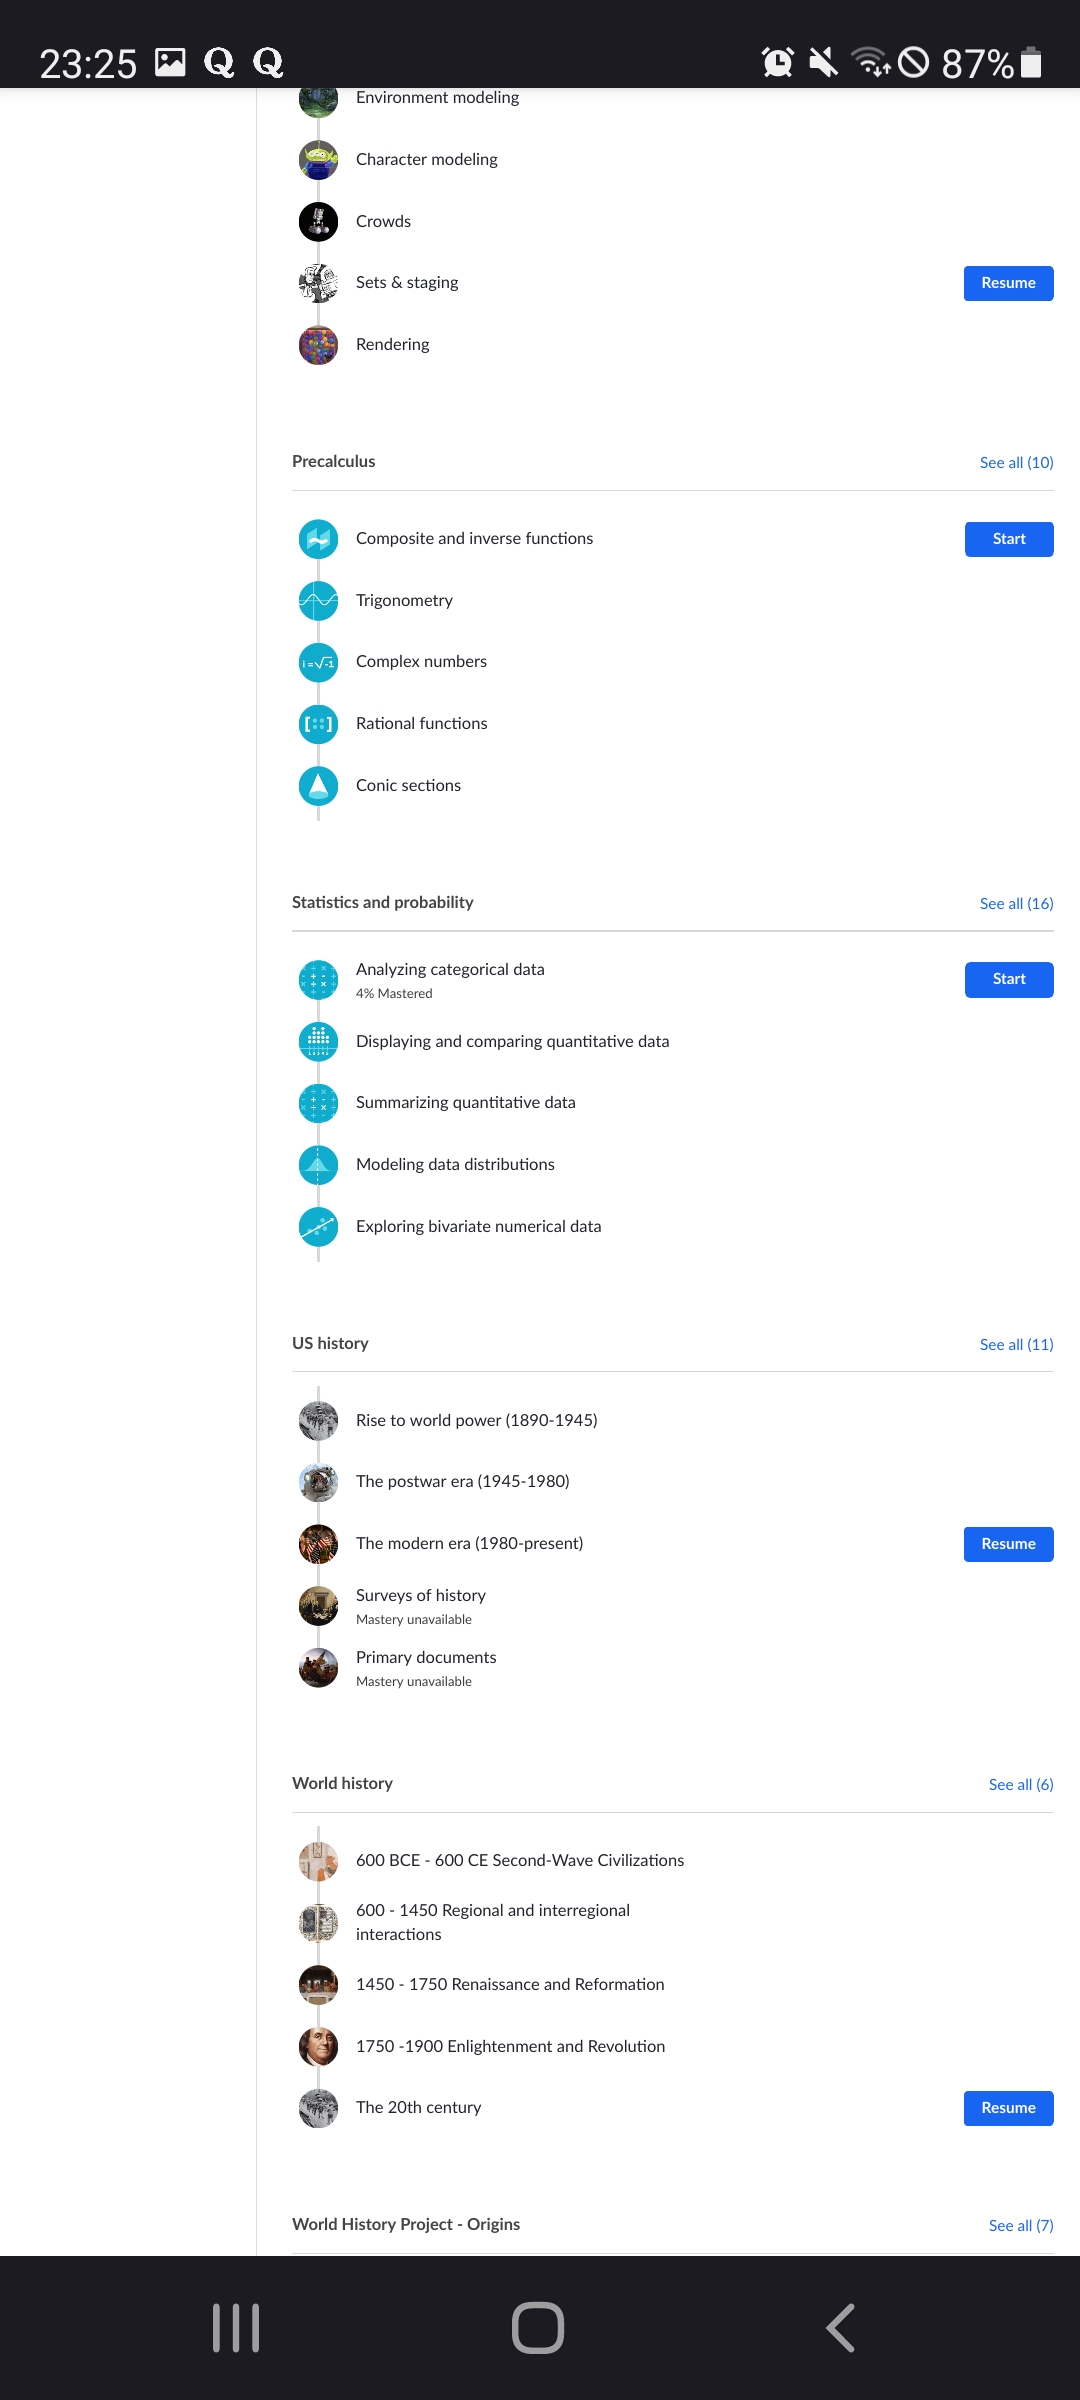 23:25 Q Q 87%
Environment modeling
Character modeling
Crowds
Sets & staging Resume
Rendering
Precalculus See all (10)
Composite and inverse functions Start
Trigonometry
i=√-1 Complex numbers
Rational functions
Conic sections
Statistics and probability See all (16)
Analyzing categorical data Start
4% Mastered
Displaying and comparing quantitative data
Summarizing quantitative data
Modeling data distributions
Exploring bivariate numerical data
US history See all (11)
Rise to world power (1890-1945)
The postwar era (1945-1980)
The modern era (1980-present) Resume
Surveys of history
Mastery unavailable
Primary documents
Mastery unavailable
World history See all (6)
600 BCE - 600 CE Second-Wave Civilizations
600 - 1450 Regional and interregional
interactions
1450 - 1750 Renaissance and Reformation
1750 -1900 Enlightenment and Revolution
The 20th century Resume
World History Project - Origins See all (7)